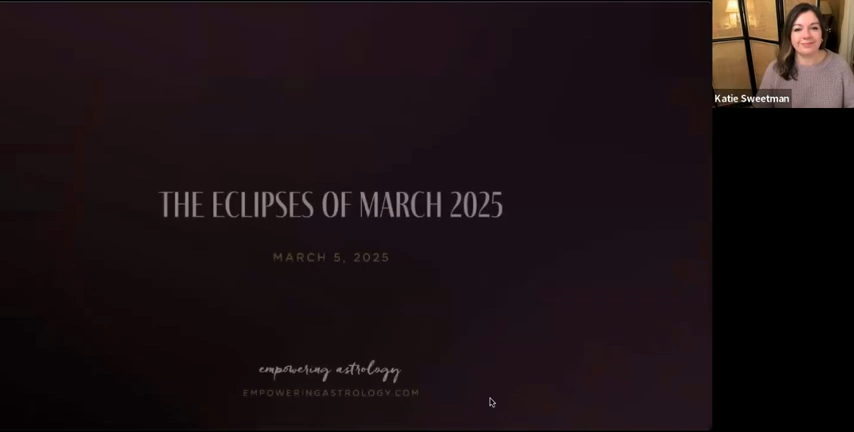 THE ECLIPSES OF MARCH 2025
MARCH 5, 2025
empowering astrology
EMPOWERINGASTROLOGY.COM
Katie Sweetman